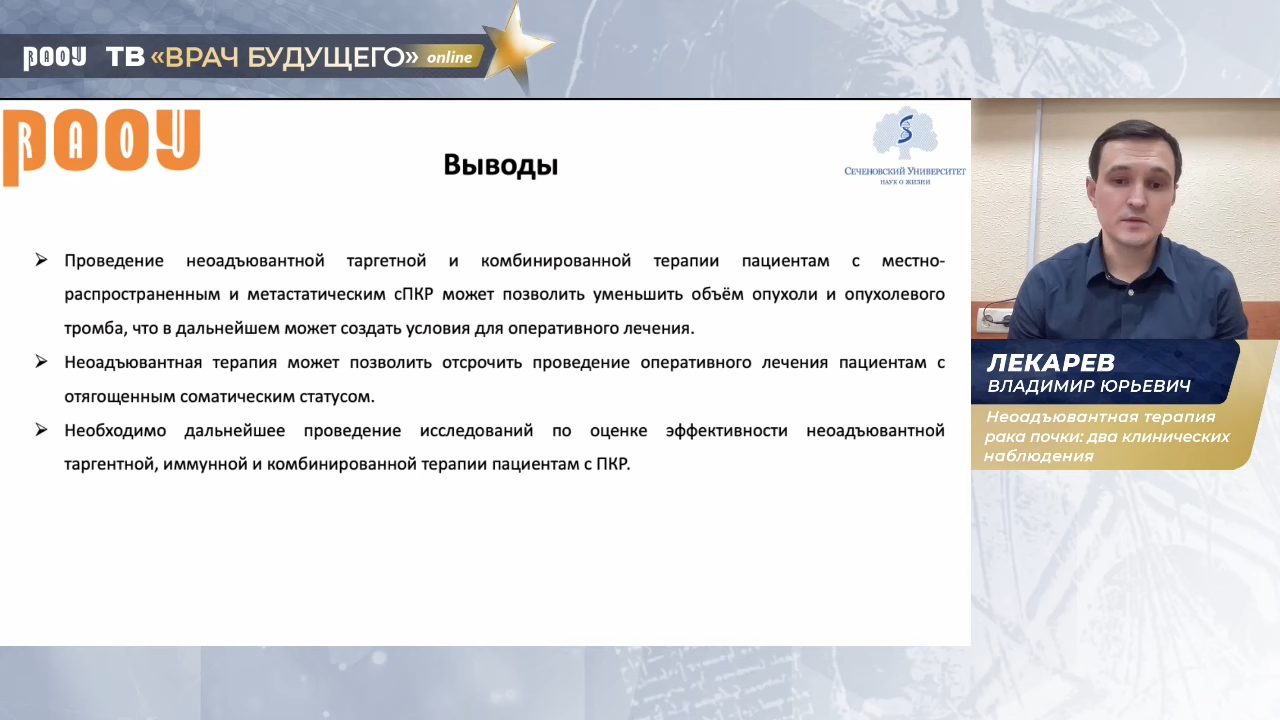 РООУ ТВ «ВРАЧ БУДУЩЕГО» online
RAOU
РООУ
Выводы
СЕЧЕНОВСКИЙ УНИВЕРСИТЕТ
НАУК О ЖИЗНИ
Проведение неоадъювантной таргетной и комбинированной терапии пациентам с местно-
распространенным и метастатическим сПКР может позволить уменьшить объём опухоли и опухолевого
тромба, что в дальнейшем может создать условия для оперативного лечения.
Неоадъювантная терапия может позволить отсрочить проведение оперативного лечения пациентам с
отягощенным соматическим статусом.
Необходимо дальнейшее проведение исследований по оценке эффективности неоадъювантной
таргентной, иммунной и комбинированной терапии пациентам с ПКР.
ЛЕКАРЕВ
ВЛАДИМИР ЮРЬЕВИЧ
Неоадъювантная терапия
рака почки: два клинических
наблюдения